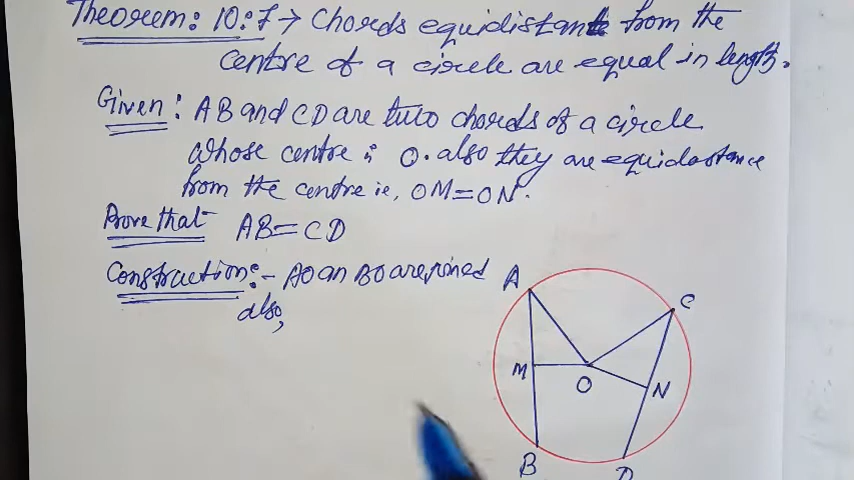 Theorem: 10.7 → Chords equidistant from the
centre of a circle are equal in length.
Given: AB and CD are two chords of a circle
whose centre is O. also they are equidastance
from the centre ie, OM = ON.
Prove that AB = CD
Constraction:- AO an BO are joined
also,
A
C
M
O
N
B
D